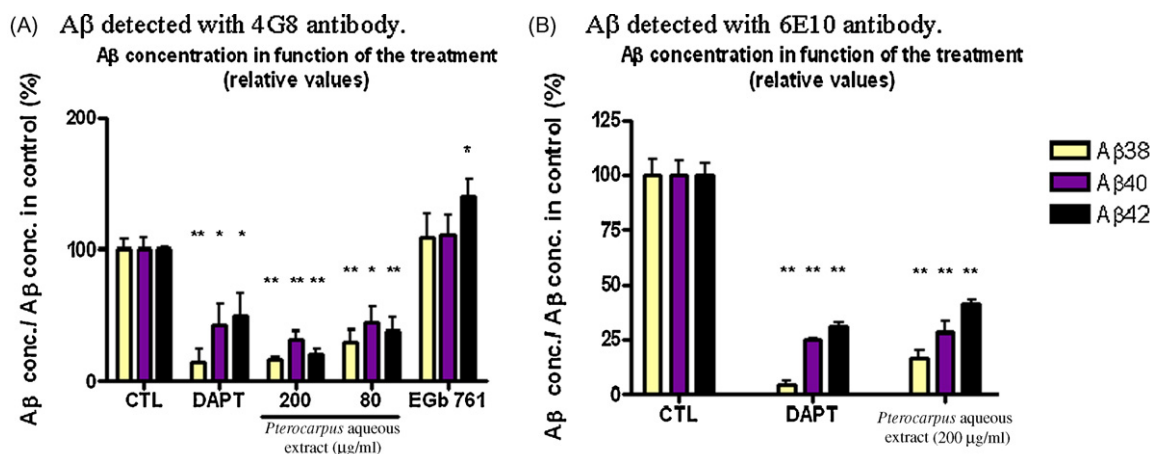 (A) Aβ detected with 4G8 antibody.
Aβ concentration in function of the treatment
(relative values)
Aβ conc./ Aβ conc. in control (%)
200
100
0
** * *
** ** **
** * **
*
CTL DAPT 200 80 EGb 761
Pterocarpus aqueous
extract (μg/ml)
(B) Aβ detected with 6E10 antibody.
Aβ concentration in function of the treatment
(relative values)
Aβ conc./ Aβ conc. in control (%)
125
100
75
50
25
0
** ** **
** ** **
CTL DAPT Pterocarpus aqueous
extract (200 μg/ml)
Aβ38
Aβ40
Aβ42